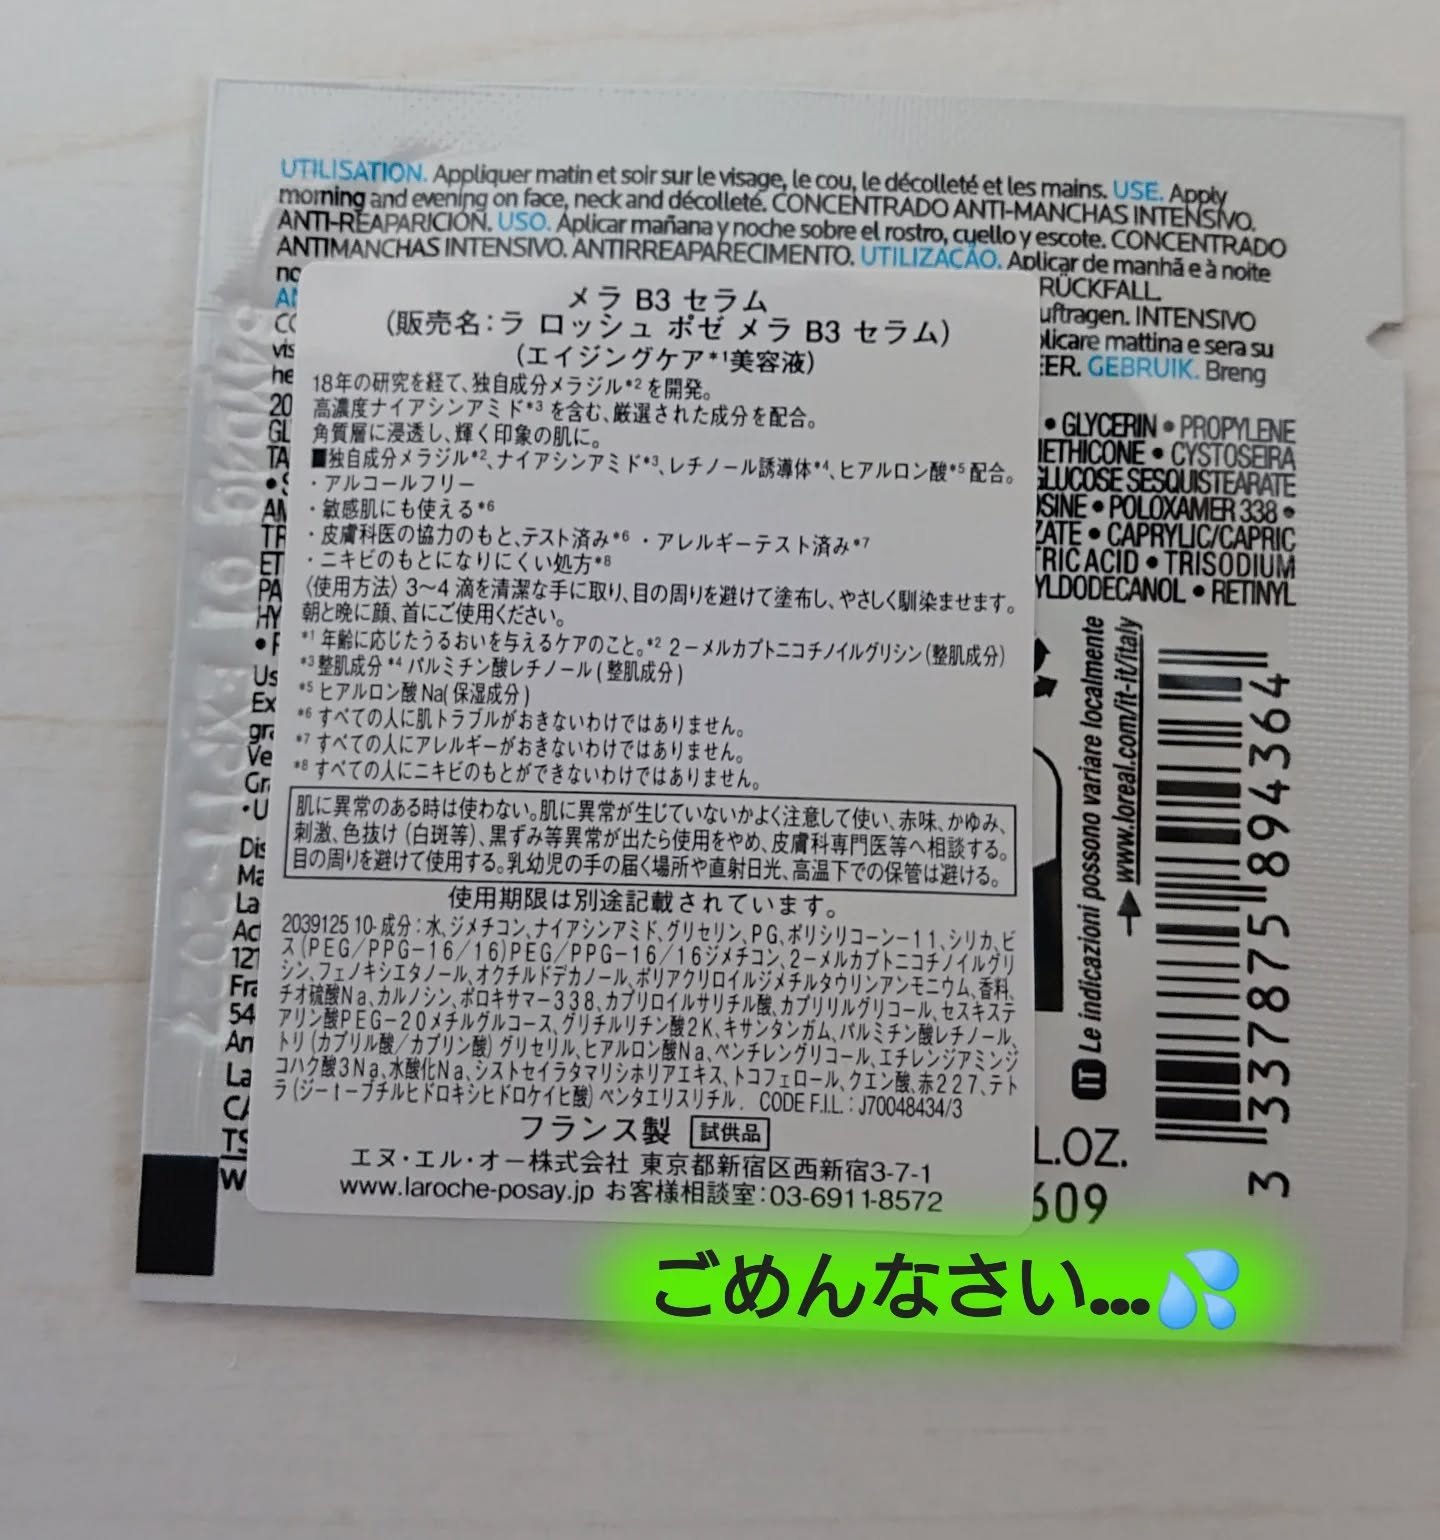 UTILISATION. Appliquer matin et soir sur le visage, le cou, le décolleté et les mains. USE. Apply
morning and evening on face, neck and décolleté. CONCENTRADO ANTI-MANCHAS INTENSIVO.
ANTI-REAPARICIÓN. USO. Aplicar mañana y noche sobre el rostro, cuello y escote. CONCENTRADO
ANTIMANCHAS INTENSIVO. ANTIRREAPARECIMENTO. UTILIZAÇÃO. Aplicar de manhã e à noite
RÜCKFALL.
uftragen. INTENSIVO
plicare mattina e sera su
EER. GEBRUIK. Breng
• GLYCERIN • PROPYLENE
METHICONE • CYSTOSEIRA
GLUCOSE SESQUISTEARATE
OSINE • POLOXAMER 338 •
ZATE • CAPRYLIC/CAPRIC
TRIC ACID • TRISODIUM
YLDODECANOL • RETINYL
メラ B3 セラム
(販売名：ラ ロッシュ ポゼ メラ B3 セラム)
(エイジングケア*1美容液)
18年の研究を経て、独自成分メラジル*2を開発。
高濃度ナイアシンアミド*3を含む、厳選された成分を配合。
角質層に浸透し、輝く印象の肌に。
■独自成分メラジル*2、ナイアシンアミド*3、レチノール誘導体*4、ヒアルロン酸*5配合。
・アルコールフリー
・敏感肌にも使える*6
・皮膚科医の協力のもと、テスト済み*6 ・アレルギーテスト済み*7
・ニキビのもとになりにくい処方*8
〈使用方法〉3～4滴を清潔な手に取り、目の周りを避けて塗布し、やさしく馴染ませます。
朝と晩に顔、首にご使用ください。
*1 年齢に応じたうるおいを与えるケアのこと。*2 2－メルカプトニコチノイルグリシン(整肌成分)
*3 整肌成分 *4 パルミチン酸レチノール(整肌成分)
*5 ヒアルロン酸Na(保湿成分)
*6 すべての人に肌トラブルがおきないわけではありません。
*7 すべての人にアレルギーがおきないわけではありません。
*8 すべての人にニキビのもとができないわけではありません。
肌に異常のある時は使わない。肌に異常が生じていないかよく注意して使い、赤味、かゆみ、
刺激、色抜け(白斑等)、黒ずみ等異常が出たら使用をやめ、皮膚科専門医等へ相談する。
目の周りを避けて使用する。乳幼児の手の届く場所や直射日光、高温下での保管は避ける。
使用期限は別途記載されています。
2039125 10-成分：水、ジメチコン、ナイアシンアミド、グリセリン、PG、ポリシリコーン－11、シリカ、ビ
ス(PEG/PPG－16/16)PEG/PPG－16/16ジメチコン、2－メルカプトニコチノイルグリ
シン、フェノキシエタノール、オクチルドデカノール、ポリアクリロイルジメチルタウリンアンモニウム、香料、
チオ硫酸Na、カルノシン、ポロキサマー338、カプリロイルサリチル酸、カプリリルグリコール、セスキステ
アリン酸PEG－20メチルグルコース、グリチルリチン酸2K、キサンタンガム、パルミチン酸レチノール、
トリ(カプリル酸/カプリン酸)グリセリル、ヒアルロン酸Na、ペンチレングリコール、エチレンジアミンジ
コハク酸3Na、水酸化Na、シストセイラタマリシホリアエキス、トコフェロール、クエン酸、赤227、テト
ラ(ジーtーブチルヒドロキシヒドロケイヒ酸)ペンタエリスリチル. CODE F.I.L.：J70048434/3
フランス製 試供品
エヌ・エル・オー株式会社 東京都新宿区西新宿3-7-1
www.laroche-posay.jp お客様相談室：03-6911-8572
IT Le indicazioni possono variare localmente
www.loreal.com/fit-it/italy
3 337875 894364
L.OZ.
609
ごめんなさい...💦